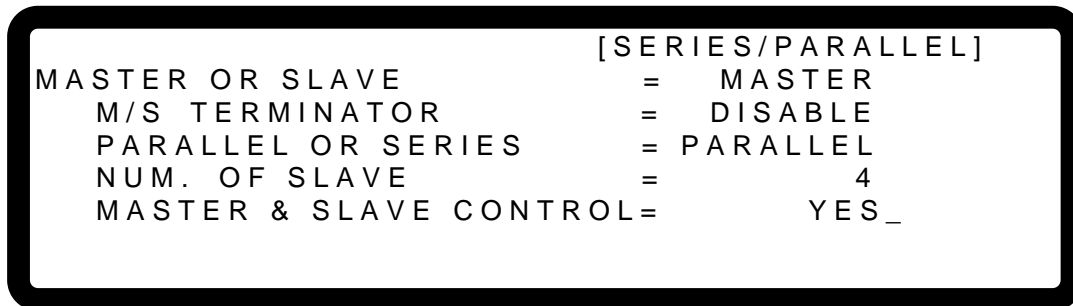 [SERIES/PARALLEL]
MASTER OR SLAVE = MASTER
M/S TERMINATOR = DISABLE
PARALLEL OR SERIES = PARALLEL
NUM. OF SLAVE = 4
MASTER & SLAVE CONTROL= YES_